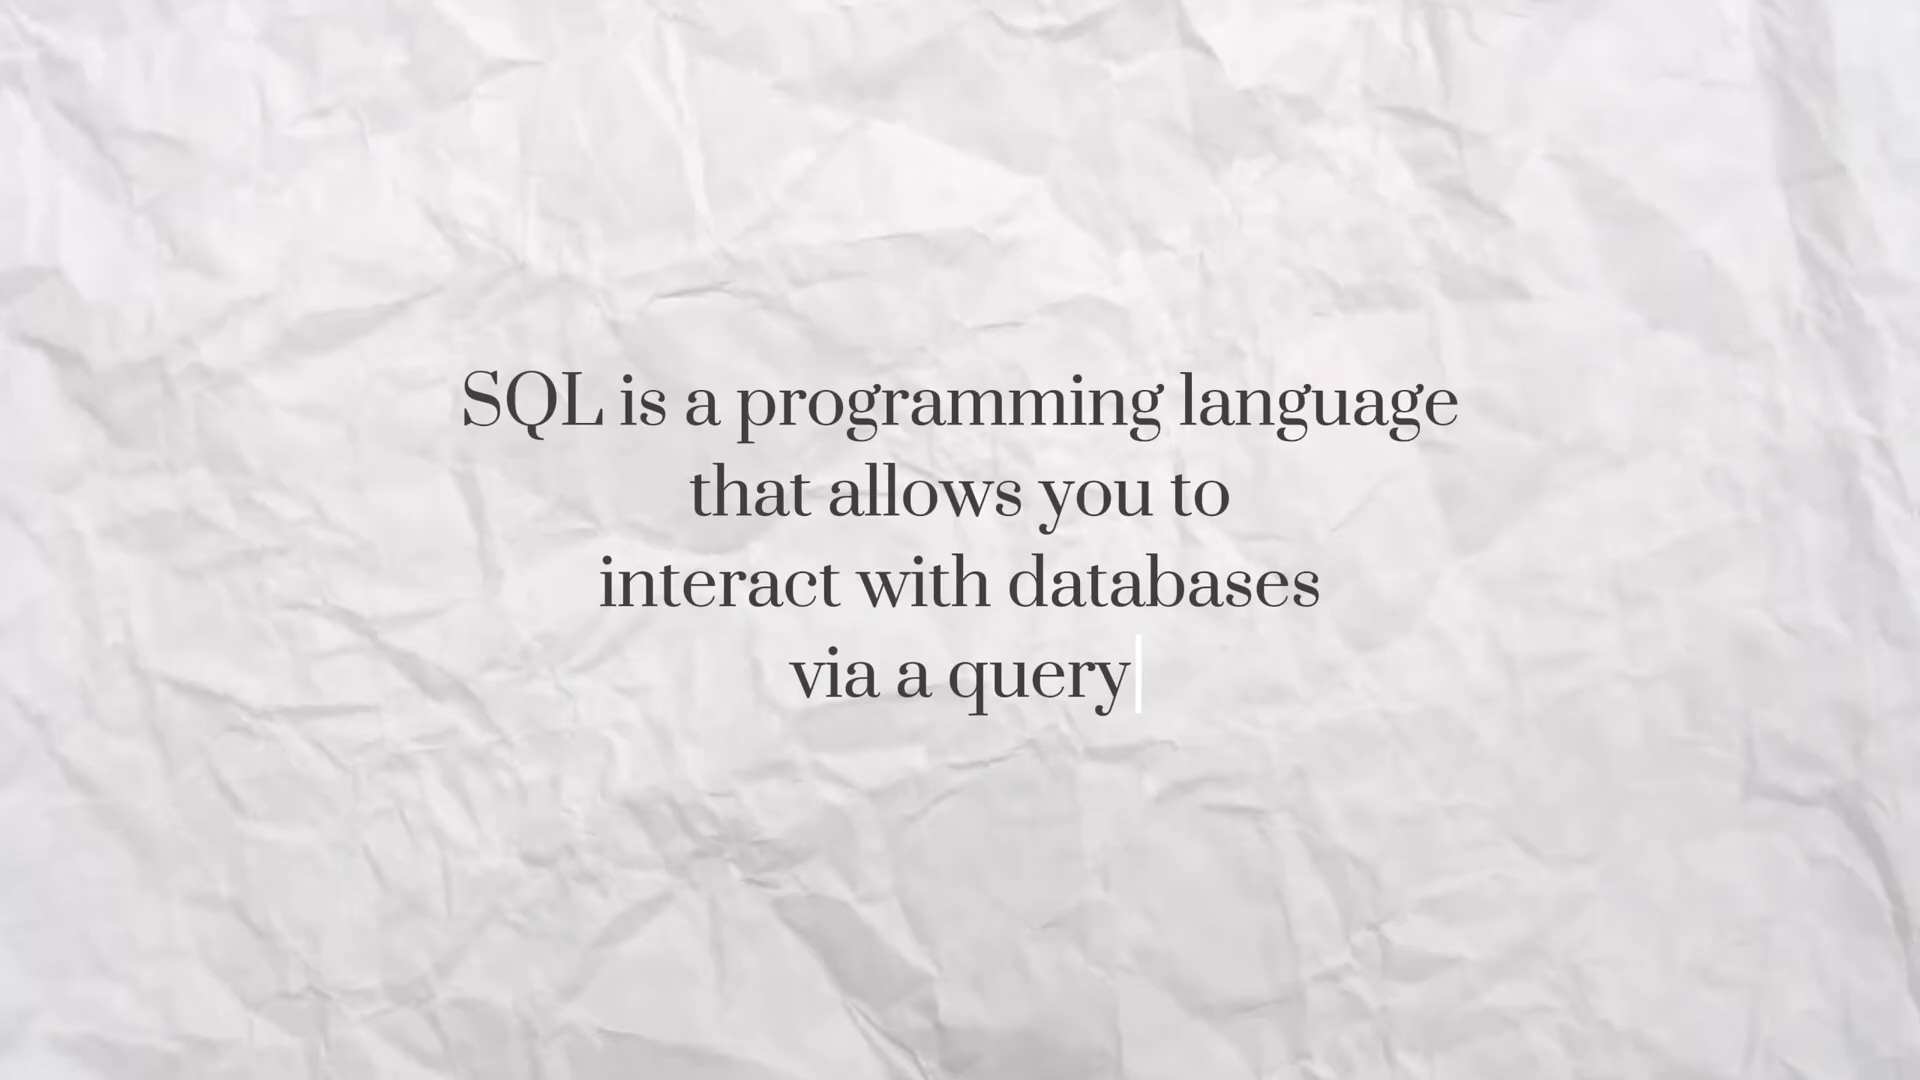 SQL is a programming language
that allows you to
interact with databases
via a query